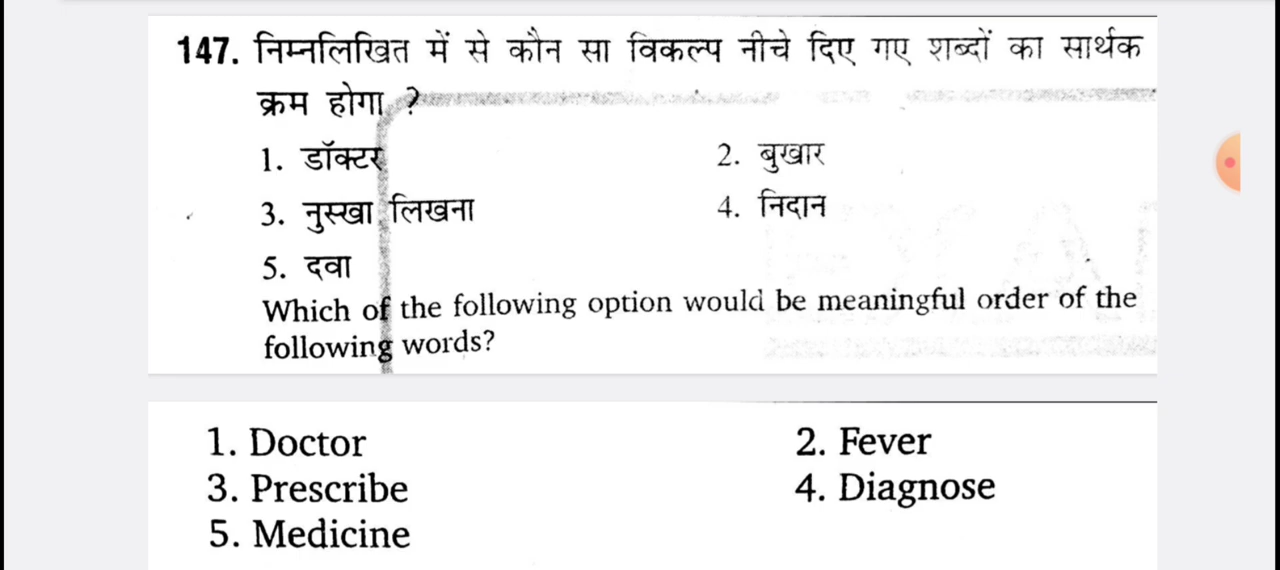 147. निम्नलिखित में से कौन सा विकल्प नीचे दिए गए शब्दों का सार्थक
क्रम होगा ?
1. डॉक्टर 2. बुखार
3. नुस्खा लिखना 4. निदान
5. दवा
Which of the following option would be meaningful order of the
following words?
1. Doctor 2. Fever
3. Prescribe 4. Diagnose
5. Medicine